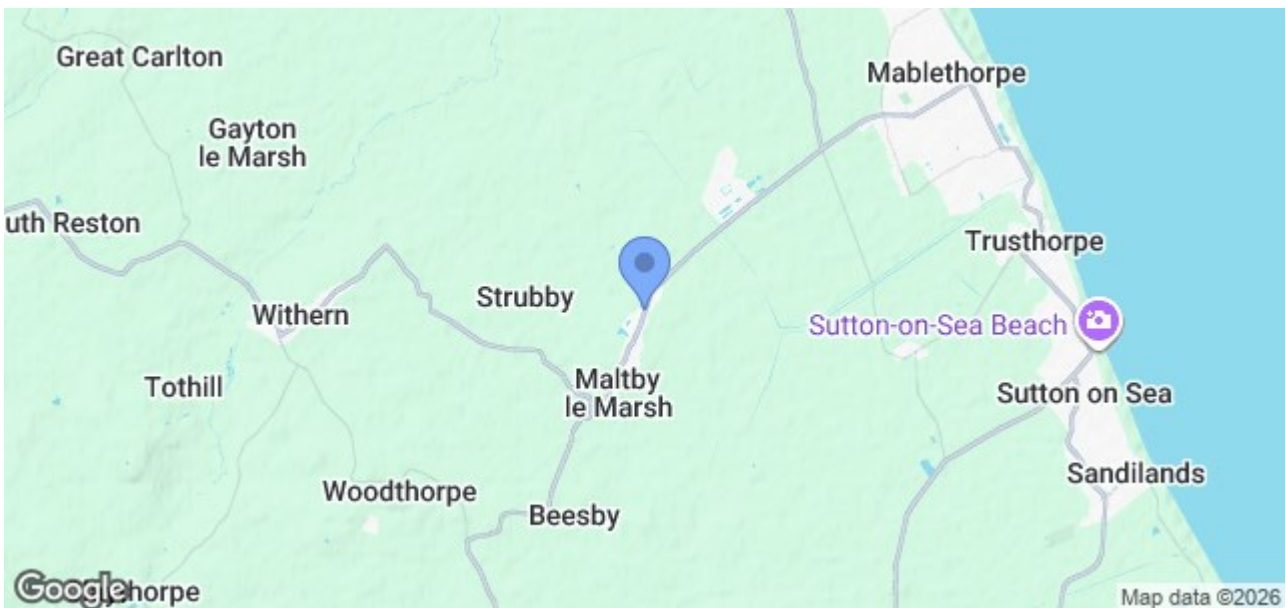 Great Carlton
Mablethorpe
Gayton
le Marsh
uth Reston
Trusthorpe
Strubby
Withern
Sutton-on-Sea Beach
Maltby
le Marsh
Tothill
Sutton on Sea
Sandilands
Woodthorpe
Beesby
Google
thorpe
Map data ©2026